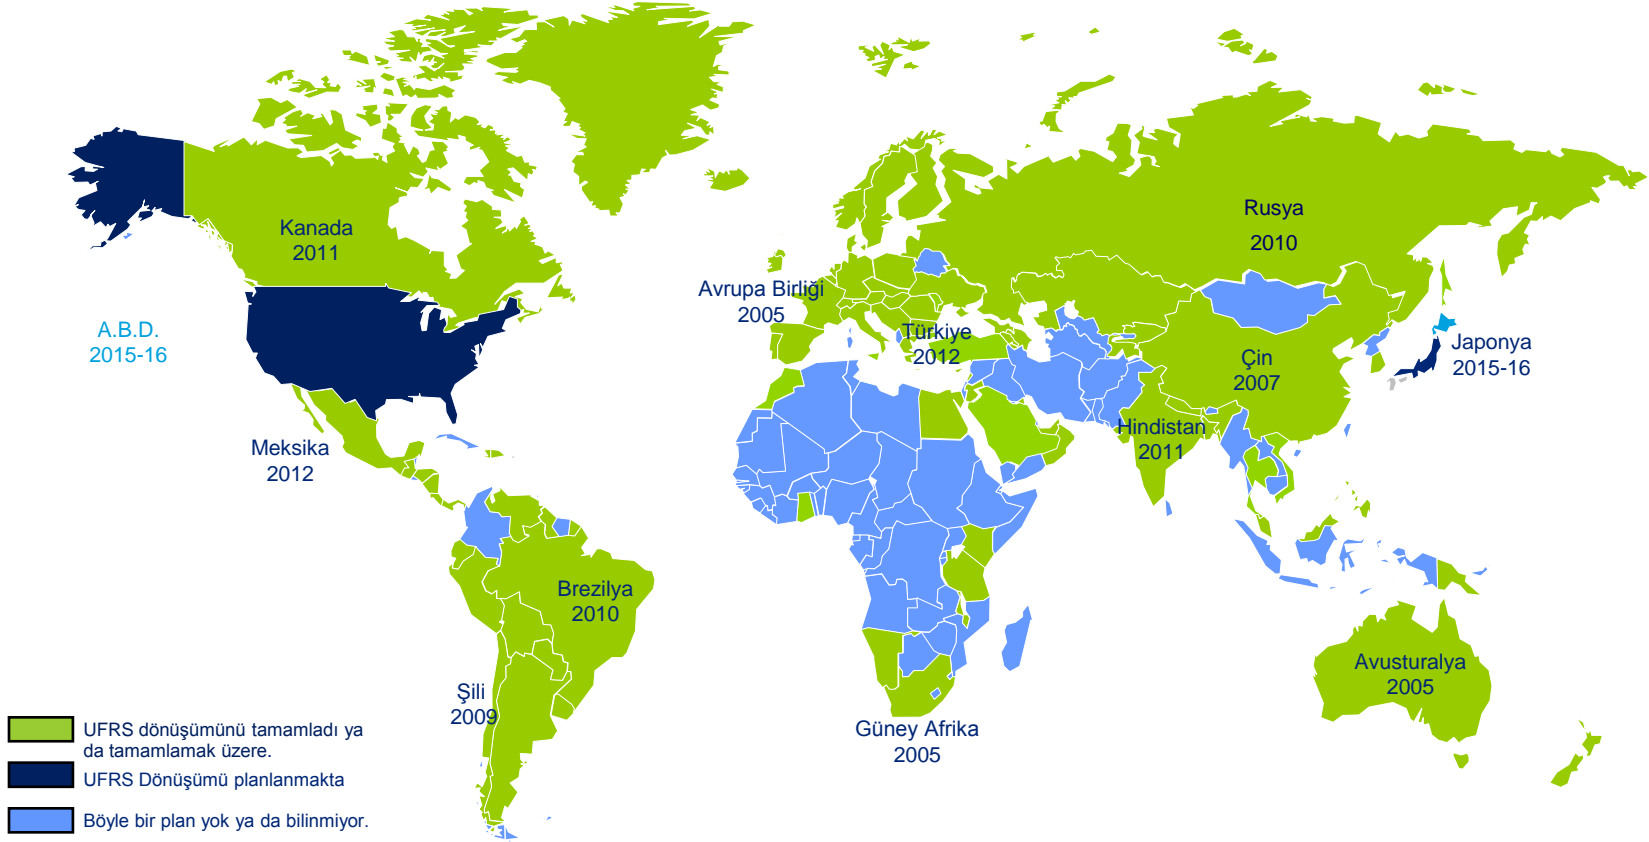 Kanada
2011
Rusya
2010
Avrupa Birliği
2005
A.B.D.
2015-16
Türkiye
2012
Japonya
2015-16
Çin
2007
Hindistan
2011
Meksika
2012
Brezilya
2010
Avusturalya
2005
Şili
2009
Güney Afrika
2005
UFRS dönüşümünü tamamladı ya
da tamamlamak üzere.
UFRS Dönüşümü planlanmakta
Böyle bir plan yok ya da bilinmiyor.